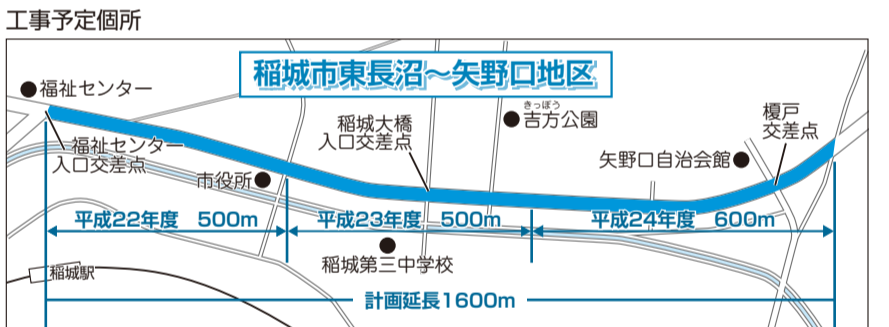 工事予定個所
稲城市東長沼～矢野口地区
福祉センター
きっぽう
吉方公園
榎戸
交差点
稲城大橋
入口交差点
福祉センター
入口交差点
矢野口自治会館
市役所
平成22年度 500m
平成23年度 500m
平成24年度 600m
稲城第三中学校
稲城駅
計画延長1600m